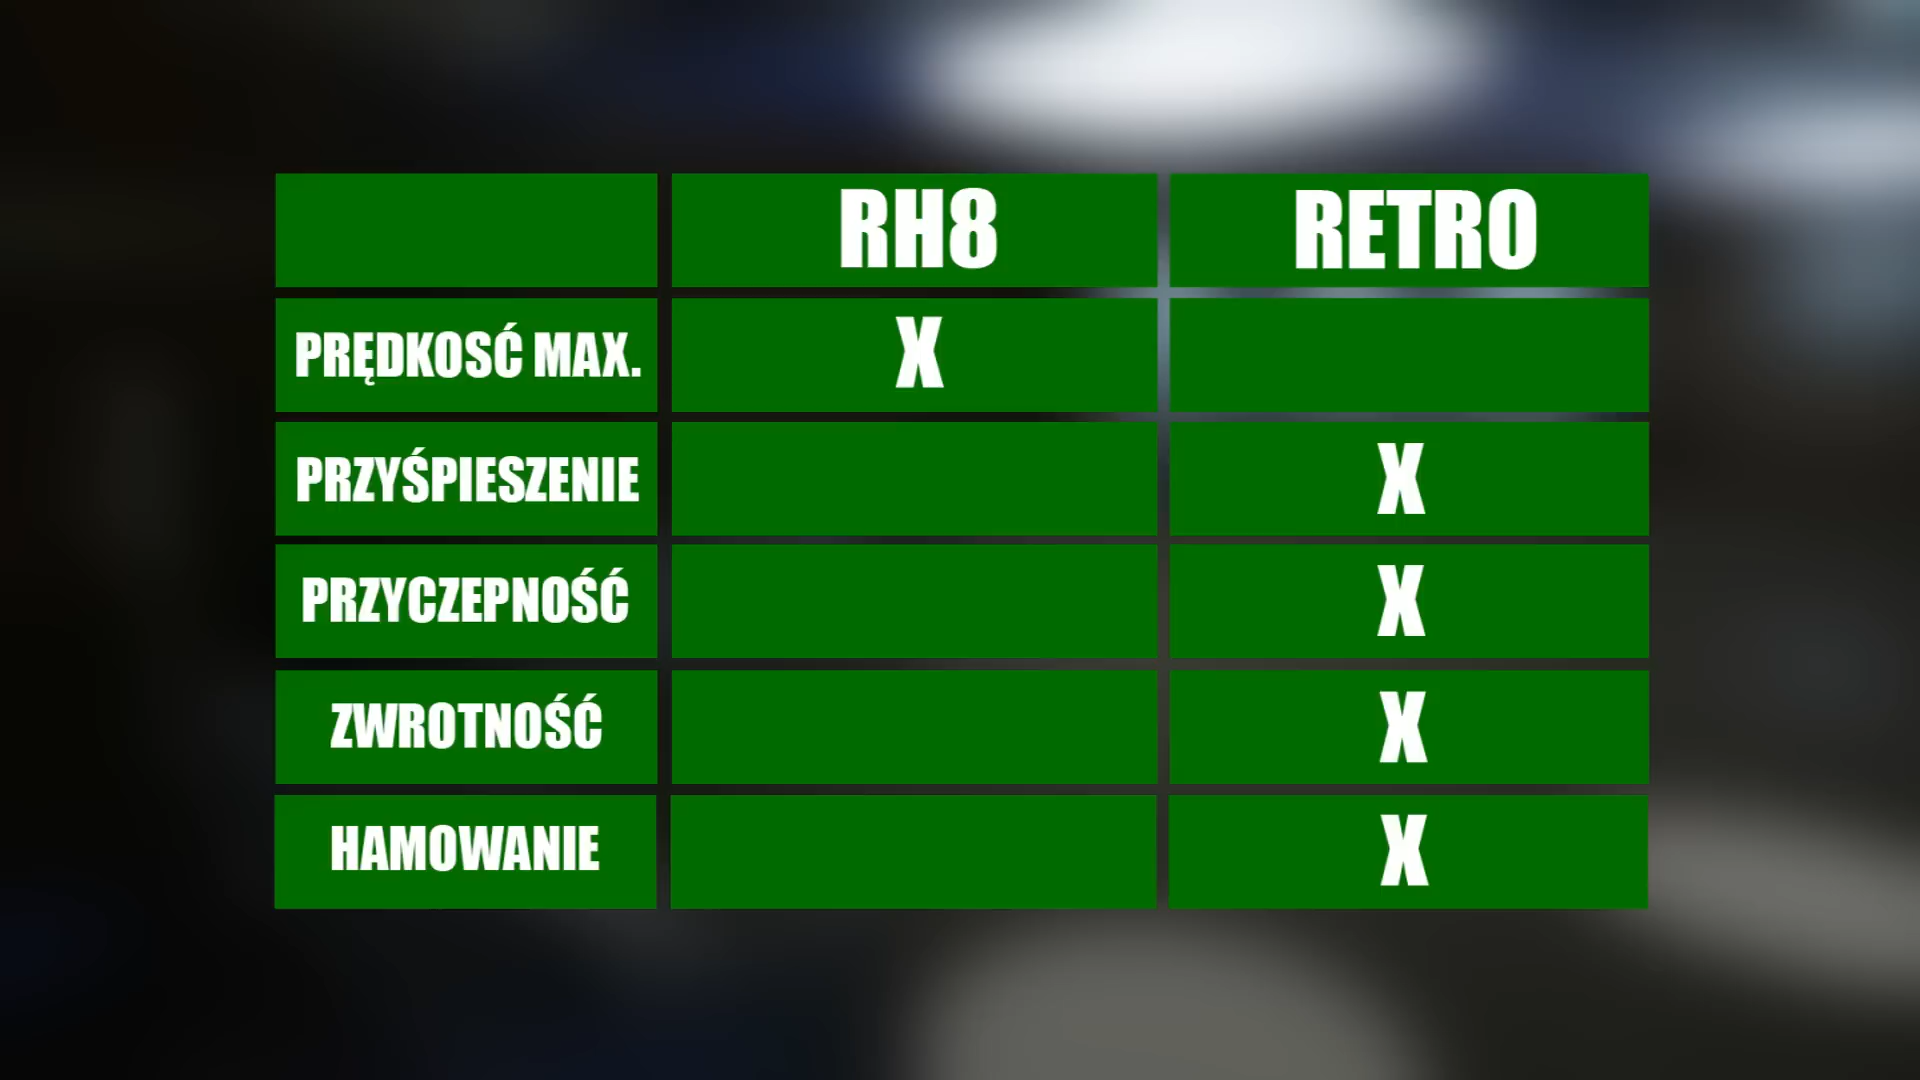 RH8 RETRO
PRĘDKOSĆ MAX. X
PRZYŚPIESZENIE X
PRZYCZEPNOŚĆ X
ZWROTNOŚĆ X
HAMOWANIE X